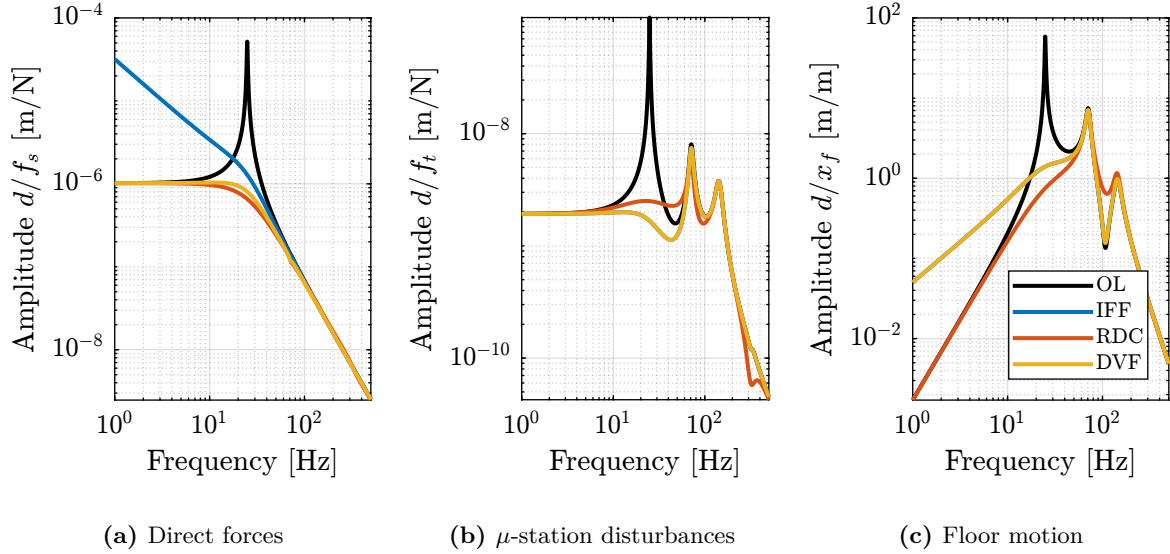 Amplitude d/f_s [m/N]
10^{-4}
10^{-6}
10^{-8}
10^0 10^1 10^2
Frequency [Hz]
(a) Direct forces
Amplitude d/f_t [m/N]
10^{-8}
10^{-10}
10^0 10^1 10^2
Frequency [Hz]
(b) μ-station disturbances
Amplitude d/x_f [m/m]
10^2
10^0
10^{-2}
OL
IFF
RDC
DVF
10^0 10^1 10^2
Frequency [Hz]
(c) Floor motion